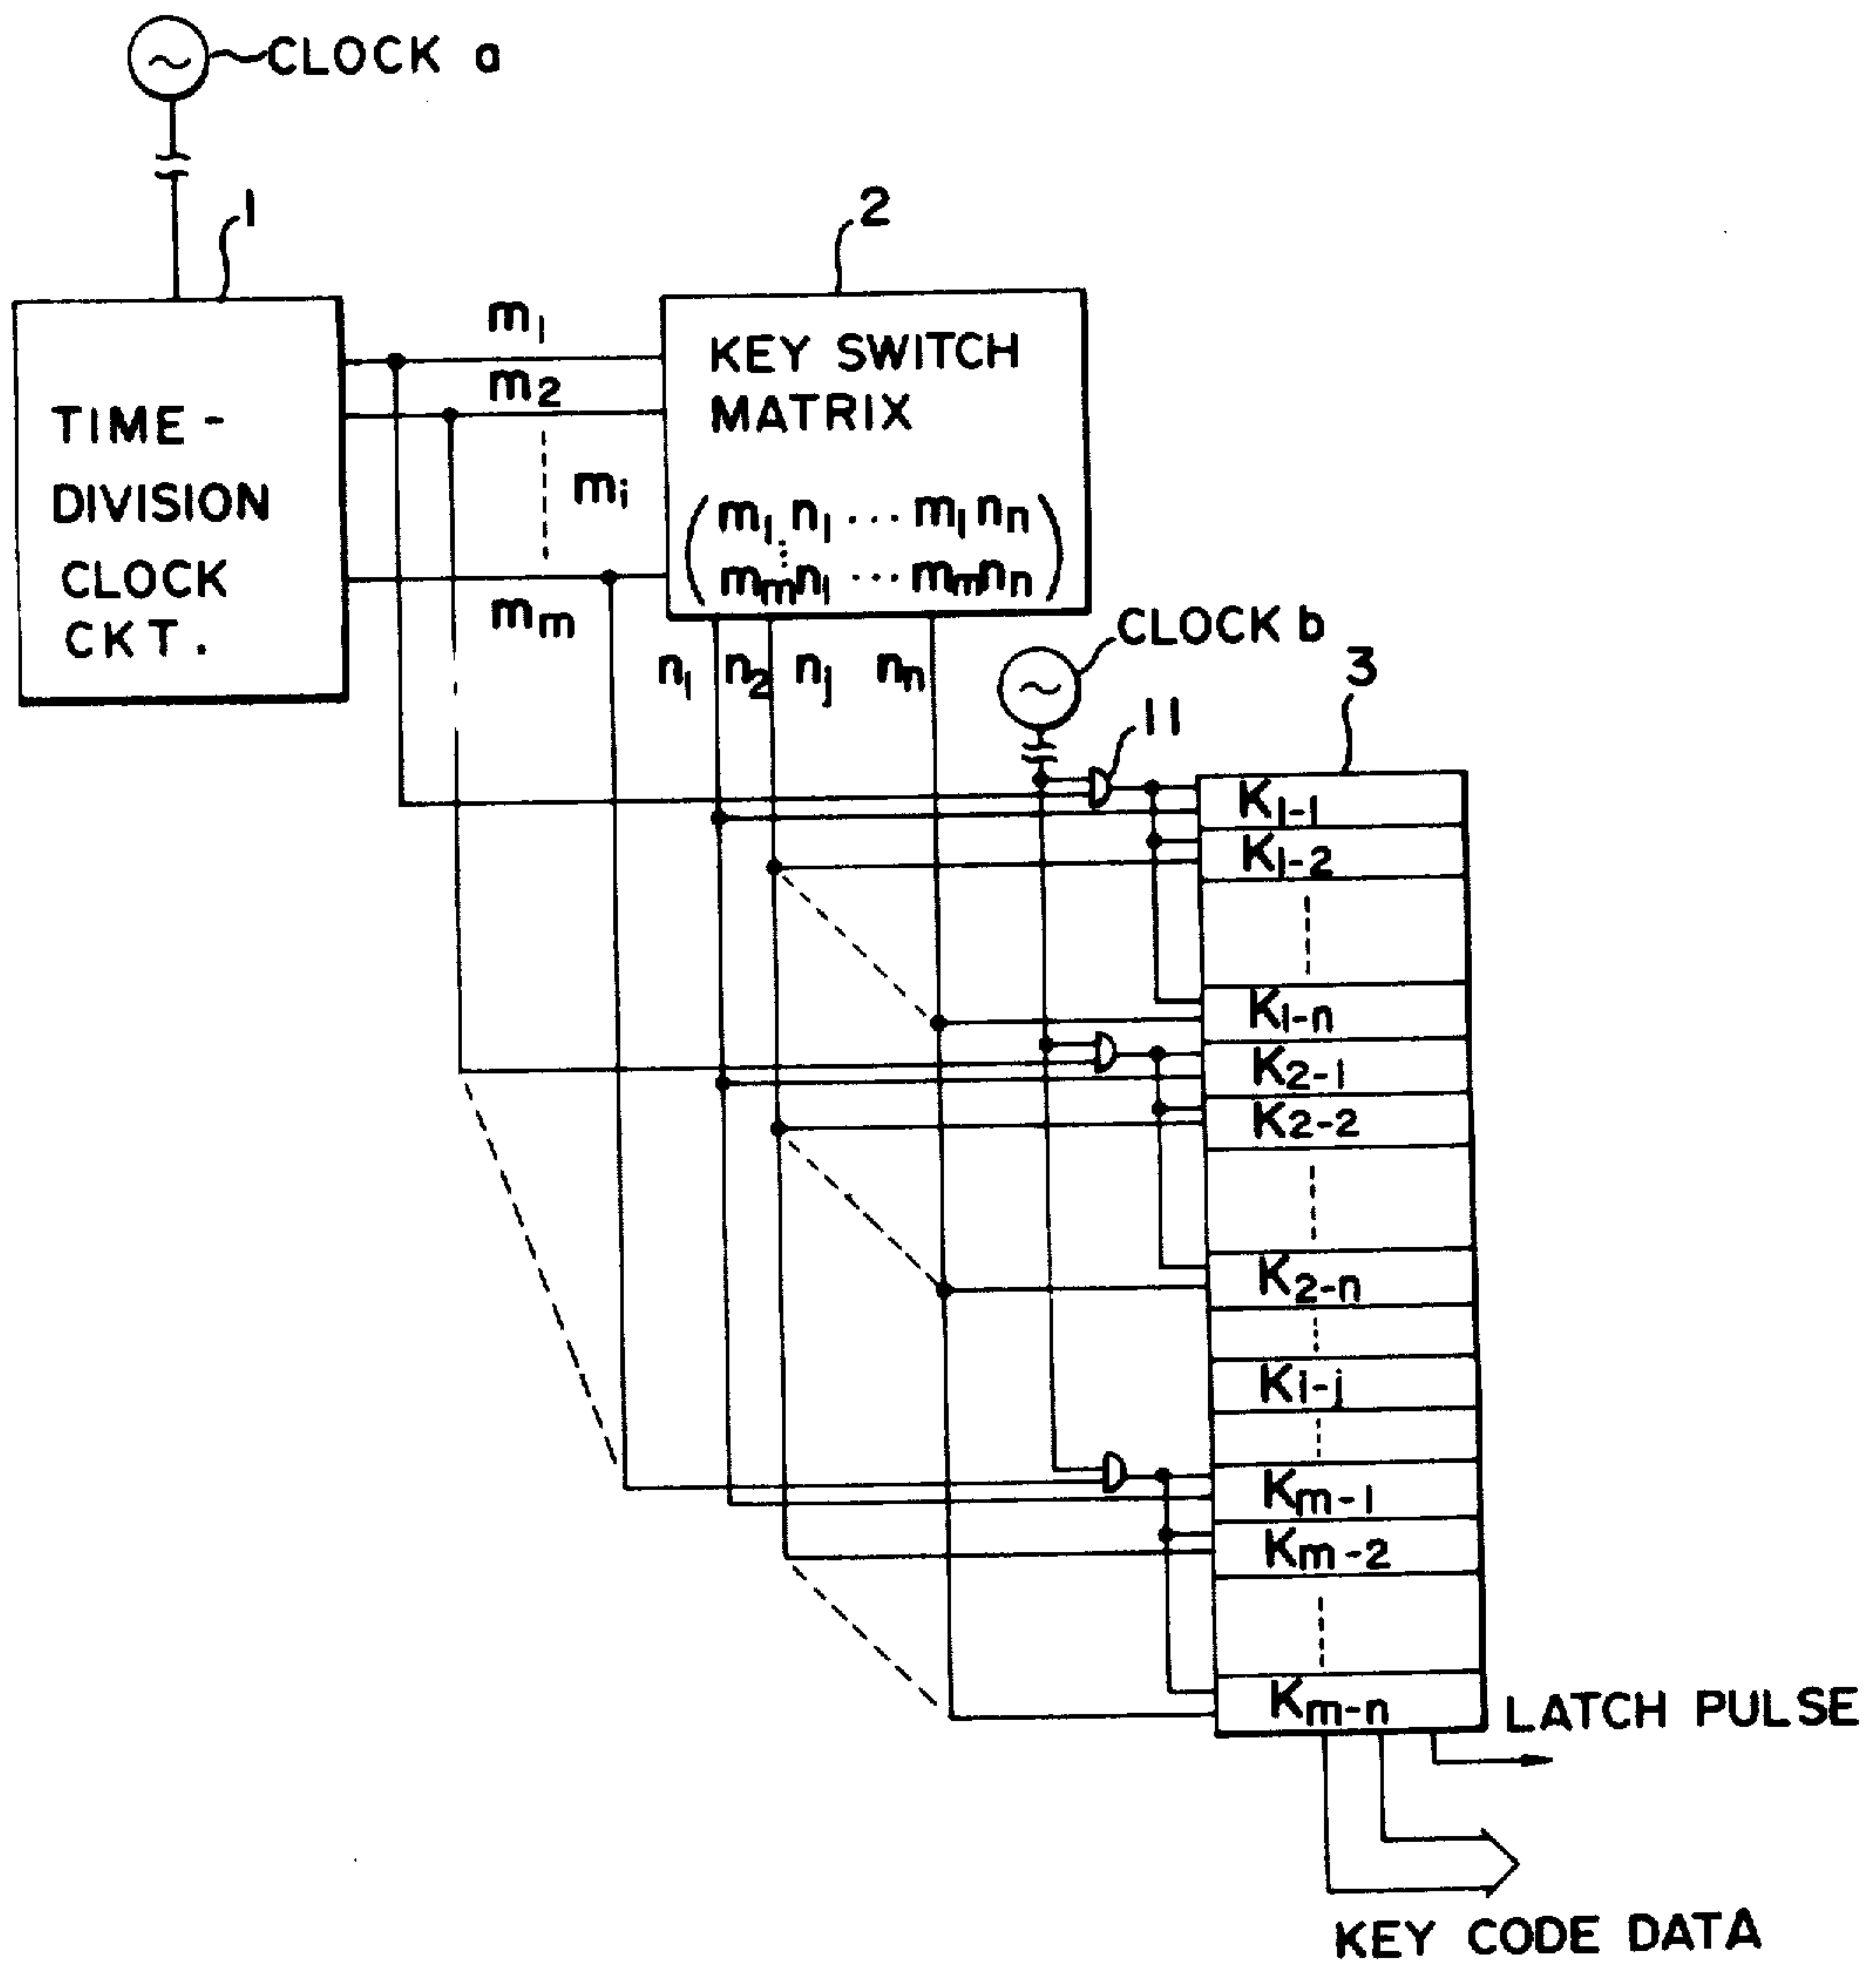 CLOCK a
1
2
TIME-
DIVISION
CLOCK
CKT.
m1
m2
mi
mm
KEY SWITCH
MATRIX
(m1 n1 ... m1 nn)
⋮
(mm n1 ... mm nn)
n1 n2 nj nn
CLOCK b
11
3
K1-1
K1-2
K1-n
K2-1
K2-2
K2-n
Ki-j
Km-1
Km-2
Km-n
LATCH PULSE
KEY CODE DATA